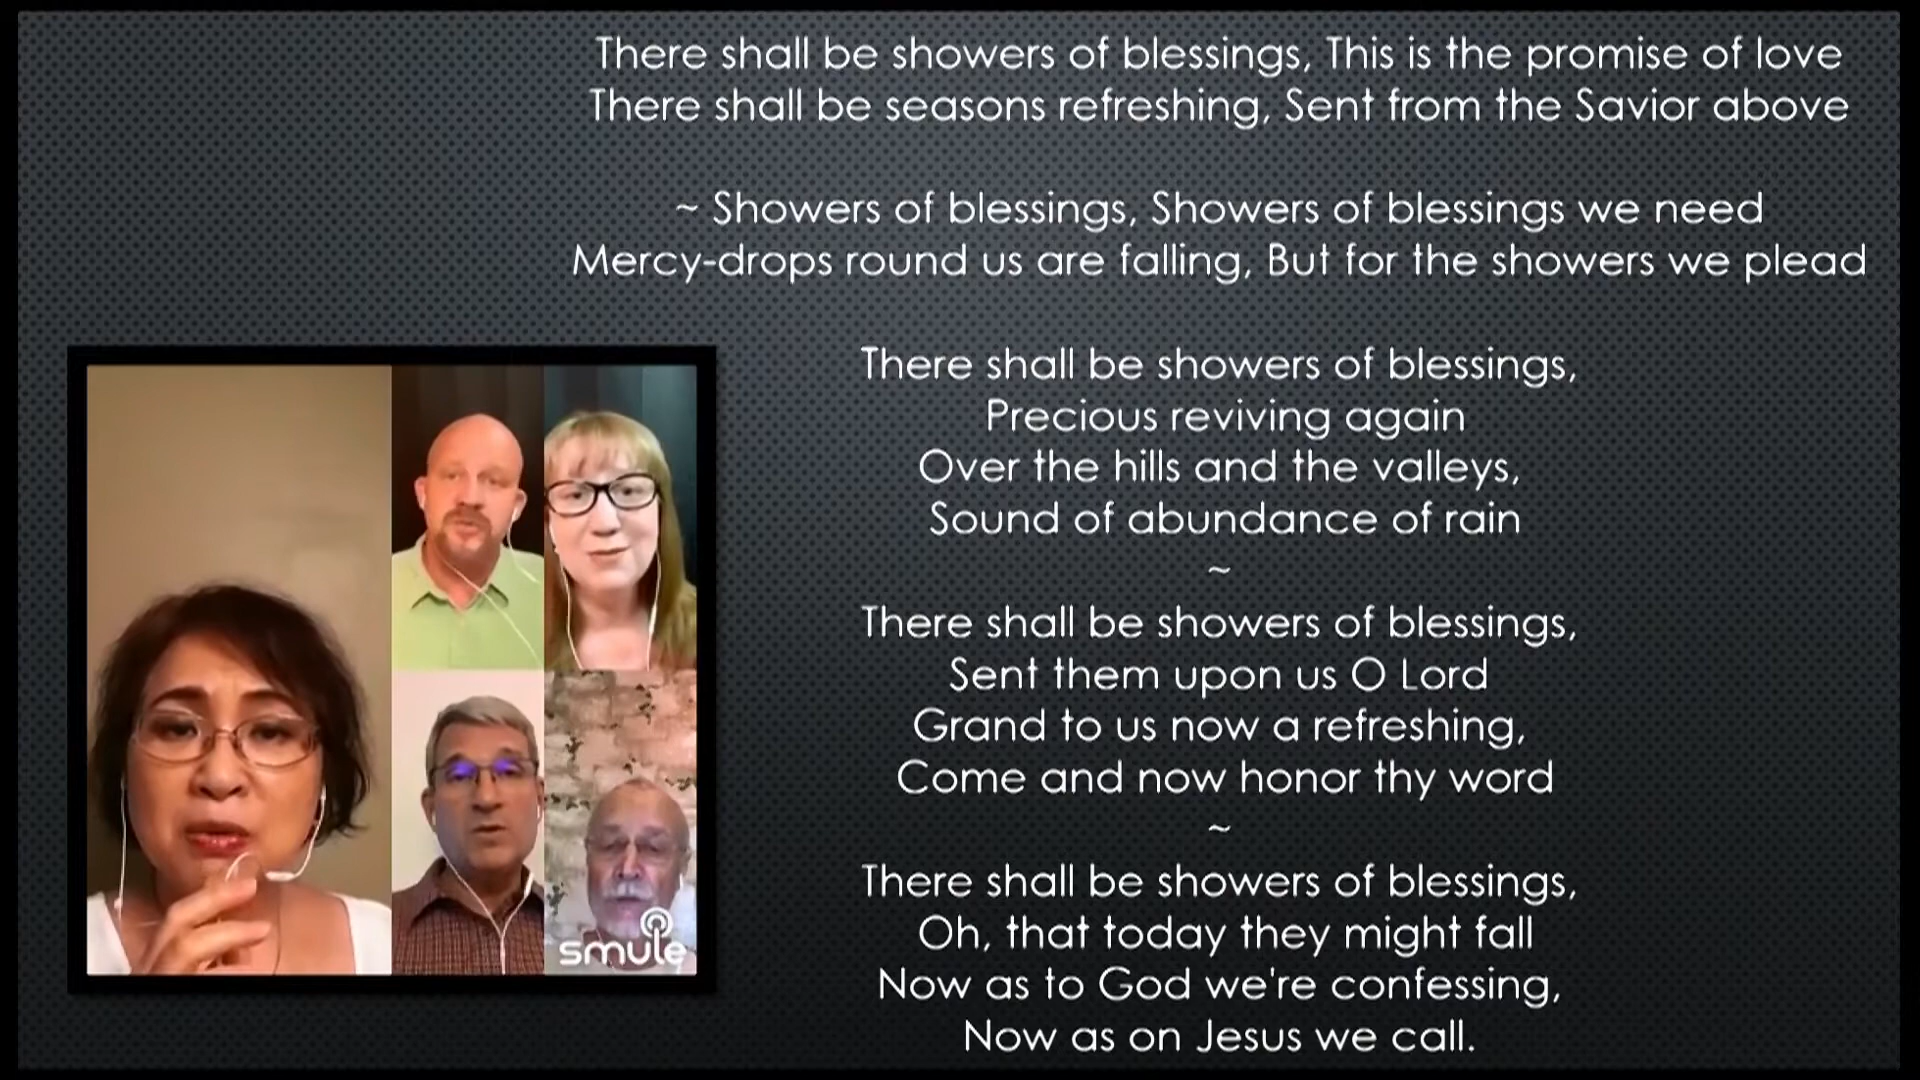 There shall be showers of blessings, This is the promise of love
There shall be seasons refreshing, Sent from the Savior above
~ Showers of blessings, Showers of blessings we need
Mercy-drops round us are falling, But for the showers we plead
There shall be showers of blessings,
Precious reviving again
Over the hills and the valleys,
Sound of abundance of rain
~
There shall be showers of blessings,
Sent them upon us O Lord
Grand to us now a refreshing,
Come and now honor thy word
~
There shall be showers of blessings,
Oh, that today they might fall
Now as to God we're confessing,
Now as on Jesus we call.
smule